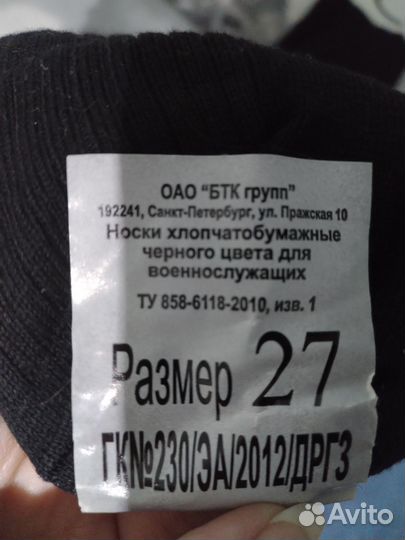 ОАО "БТК групп"
192241, Санкт-Петербург, ул. Пражская 10
Носки хлопчатобумажные
черного цвета для
военнослужащих
ТУ 858-6118-2010, изв. 1
Размер 27
ГК№230/ЭА/2012/ДРГЗ
Avito